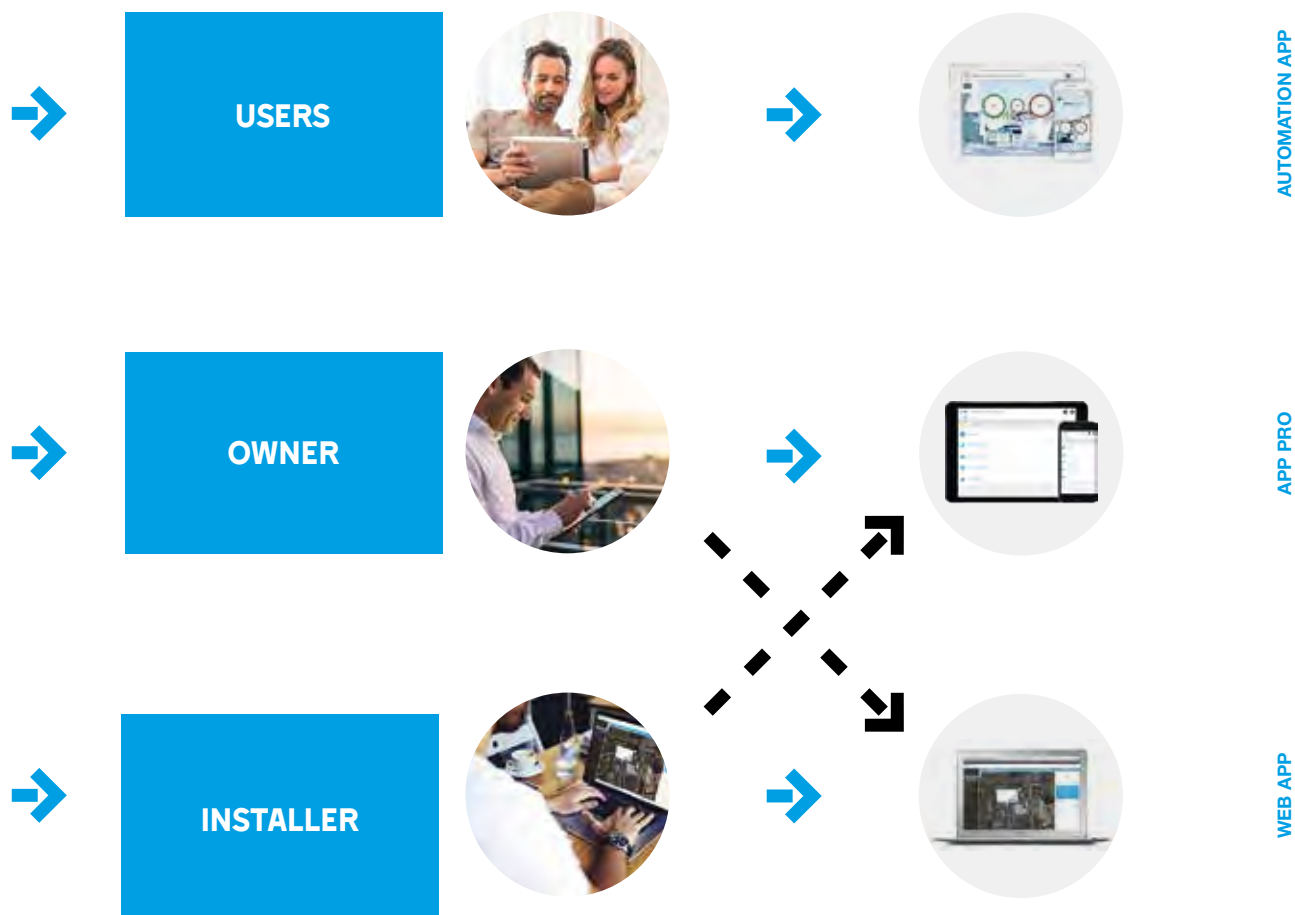 USERS
AUTOMATION APP
OWNER
APP PRO
INSTALLER
WEB APP